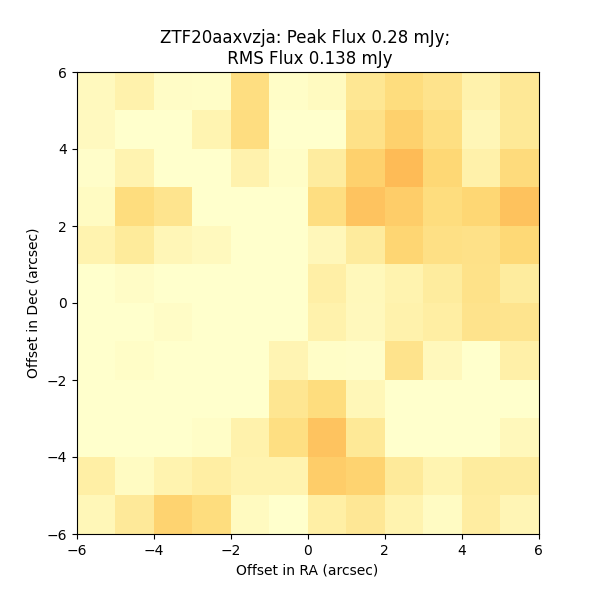 ZTF20aaxvzja: Peak Flux 0.28 mJy;
RMS Flux 0.138 mJy
6
4
2
0
−2
−4
−6
Offset in Dec (arcsec)
−6 −4 −2 0 2 4 6
Offset in RA (arcsec)